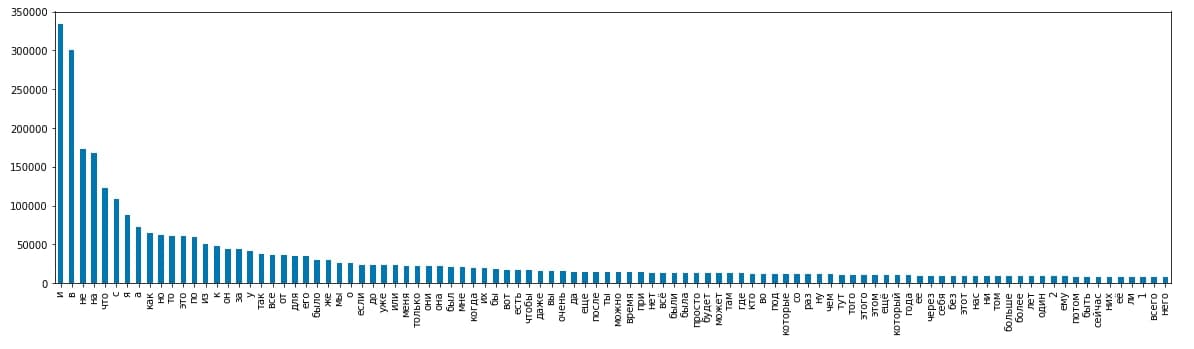 350000
300000
250000
200000
150000
100000
50000
0
и
в
не
на
что
с
я
а
как
но
то
это
по
из
к
он
за
у
так
все
от
для
его
было
же
мы
о
если
до
уже
или
меня
только
они
она
был
мне
когда
их
бы
вот
есть
чтобы
даже
вы
очень
да
еще
после
ты
можно
время
при
нет
всё
были
была
просто
будет
может
там
где
кто
во
под
которые
со
раз
ну
чем
тут
того
этого
этом
ещё
который
года
ее
через
себя
без
этот
нас
ни
том
больше
более
лет
один
2
ему
потом
быть
сейчас
них
её
ли
1
всего
него